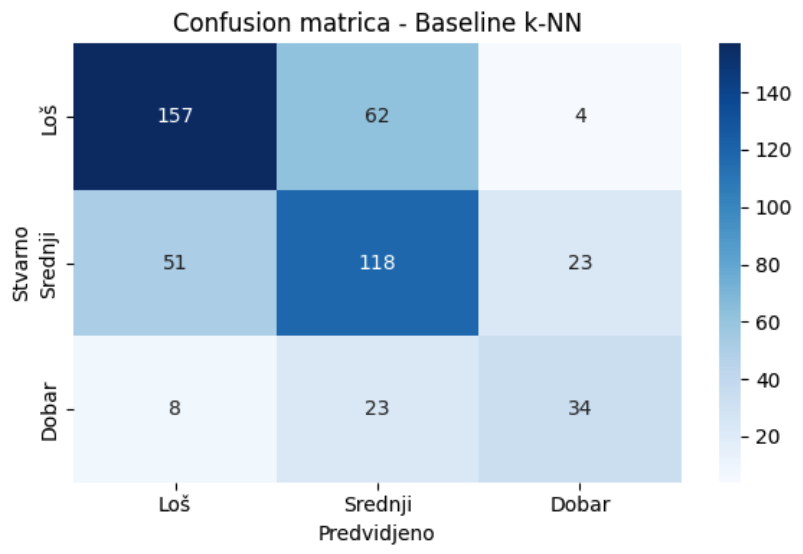 Confusion matrica - Baseline k-NN
Loš 157 62 4
Srednji 51 118 23
Dobar 8 23 34
Stvarno
Loš Srednji Dobar
Predvidjeno
140
120
100
80
60
40
20